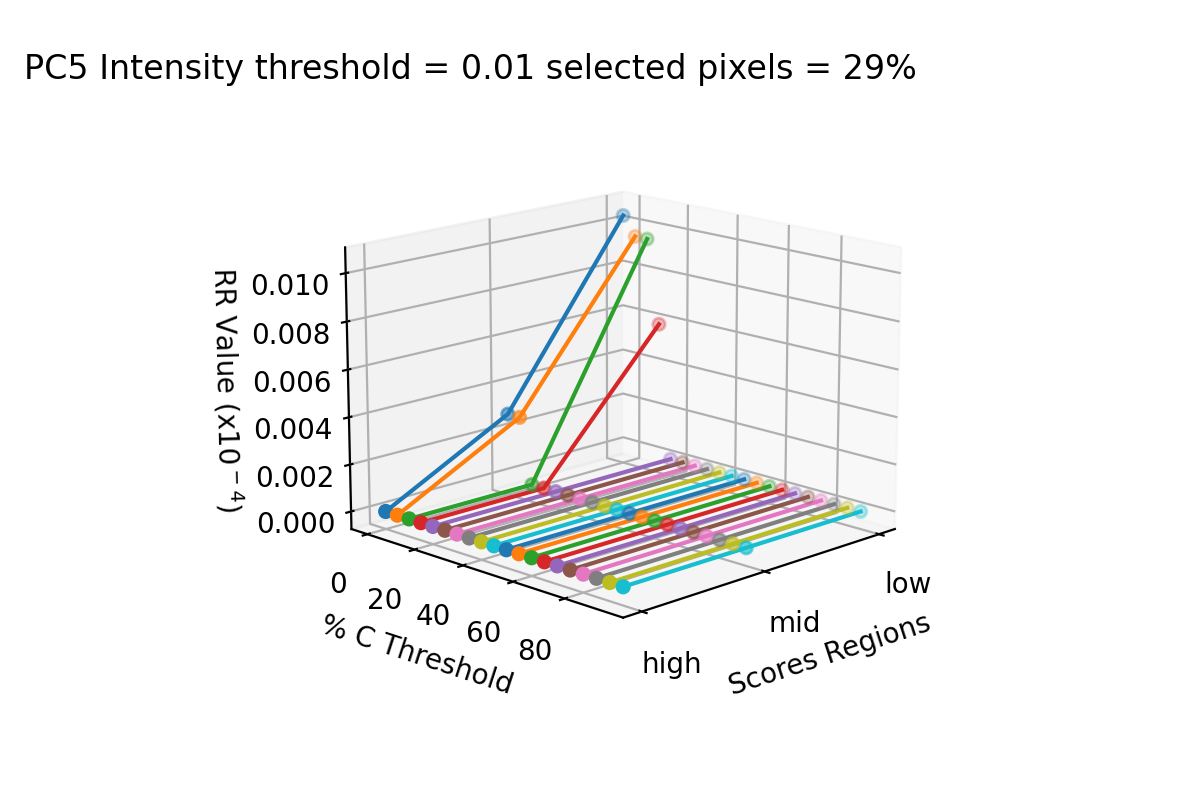 PC5 Intensity threshold = 0.01 selected pixels = 29%
RR Value (x10⁻⁴)
0.010
0.008
0.006
0.004
0.002
0.000
0
20
40
60
80
% C Threshold
high
mid
low
Scores Regions